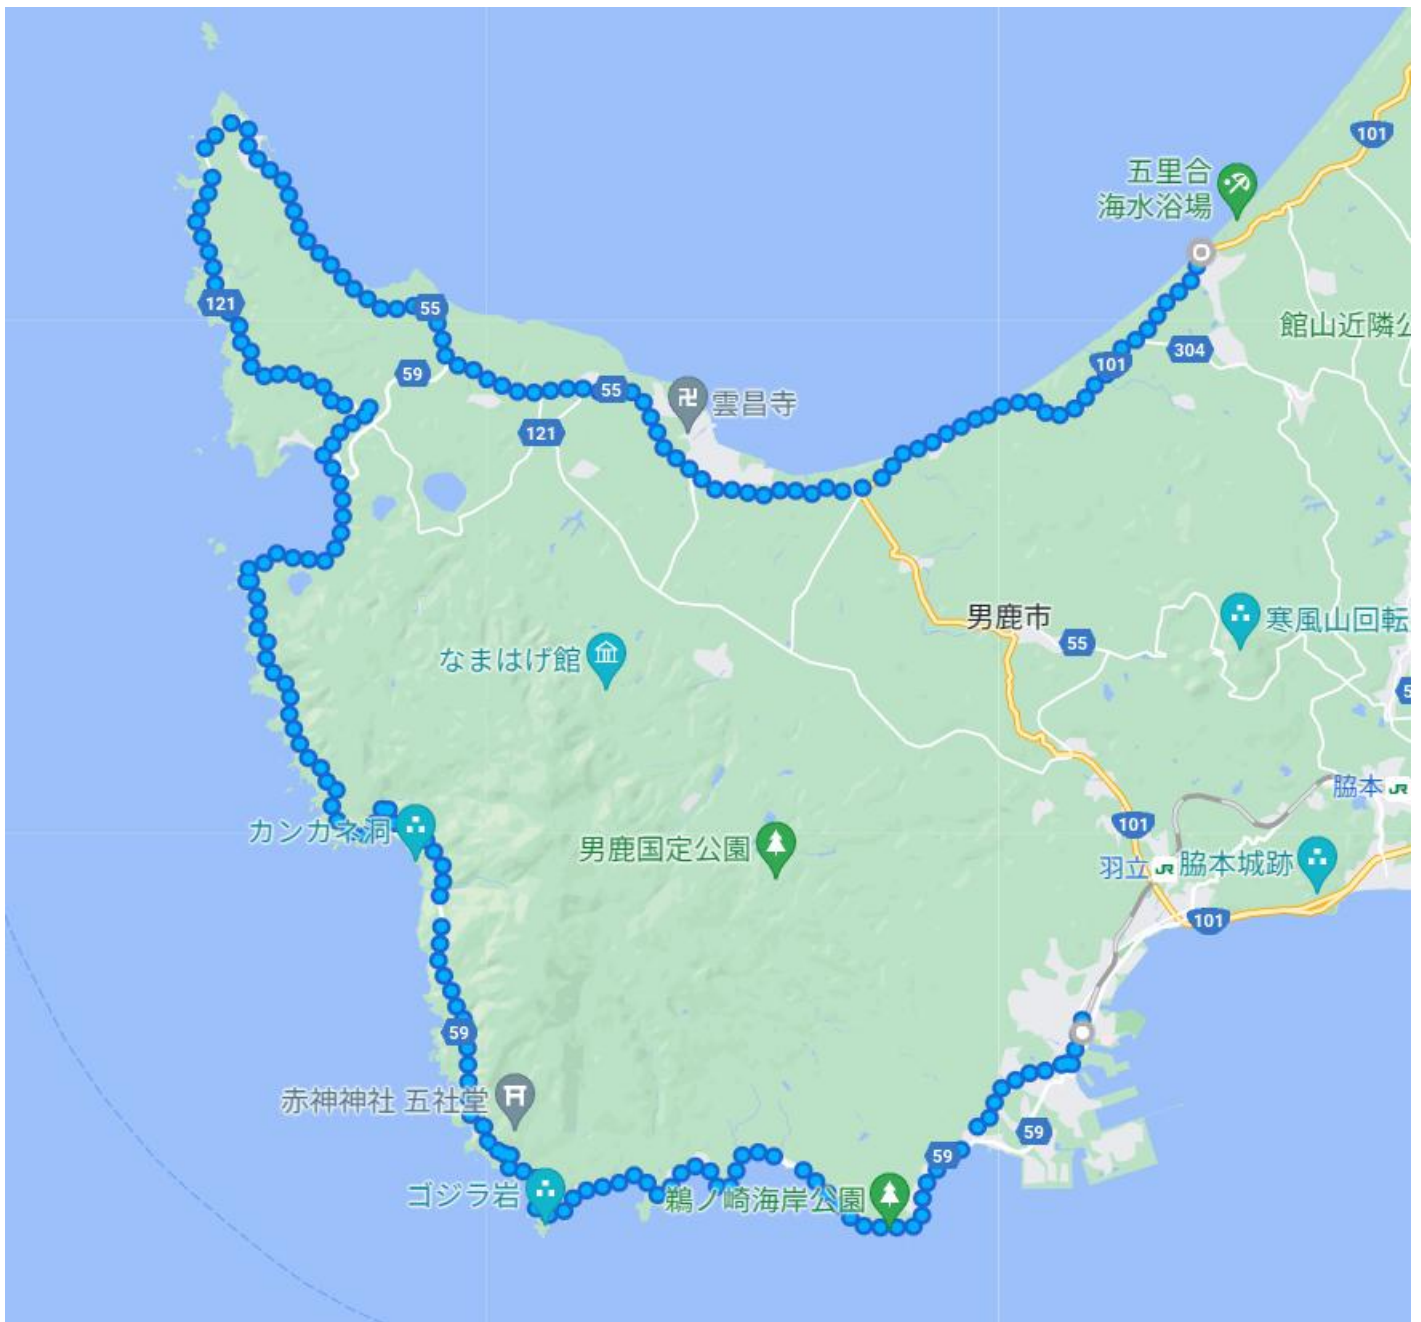 101
五里合
海水浴場
館山近隣公
121
55
304
101
59
55
雲昌寺
121
男鹿市
寒風山回転
55
なまはげ館
5
脇本
JR
カンカネ洞
男鹿国定公園
101
羽立
JR
脇本城跡
101
59
赤神神社 五社堂
59
59
ゴジラ岩
鵜ノ崎海岸公園